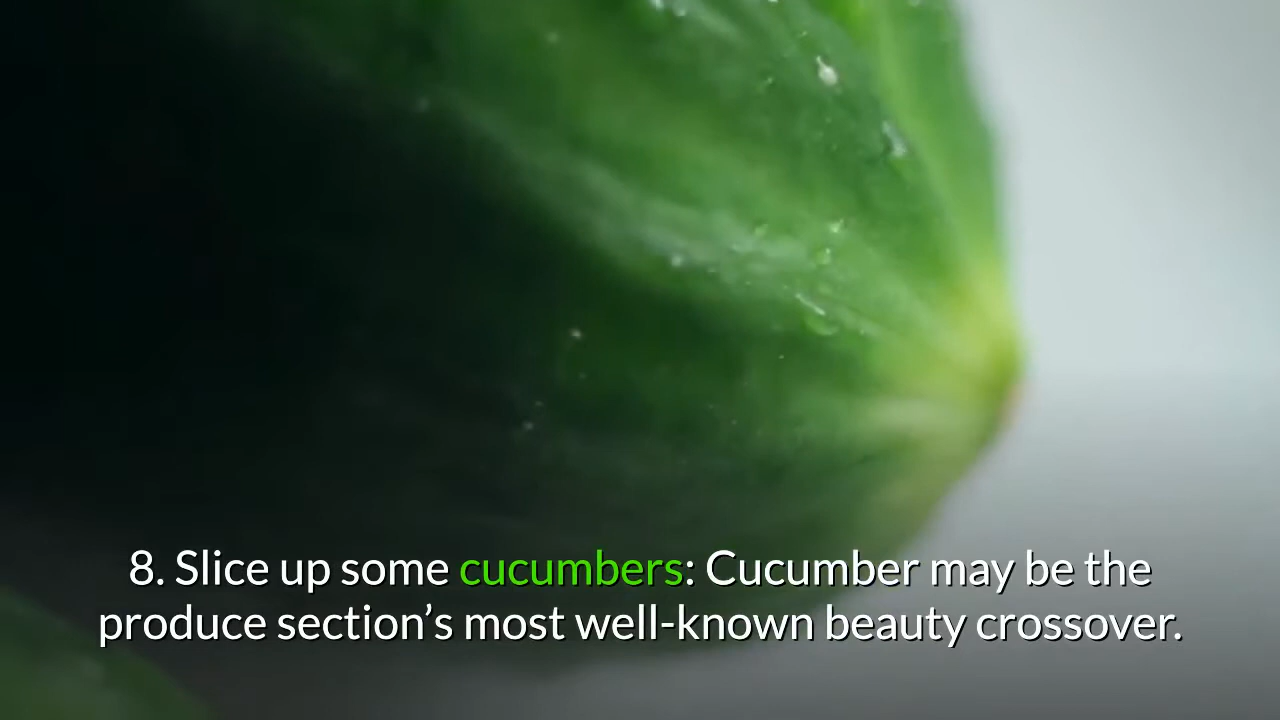 8. Slice up some cucumbers: Cucumber may be the
produce section’s most well-known beauty crossover.